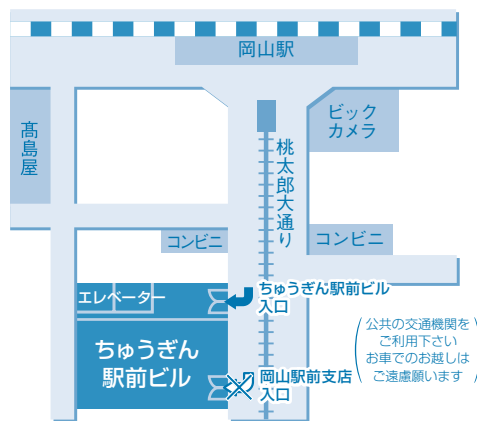 岡山駅
ビック
カメラ
髙島屋
桃太郎大通り
コンビニ
コンビニ
エレベーター
ちゅうぎん駅前ビル
入口
公共の交通機関を
ご利用下さい
お車でのお越しは
ご遠慮願います
ちゅうぎん
駅前ビル
岡山駅前支店
入口